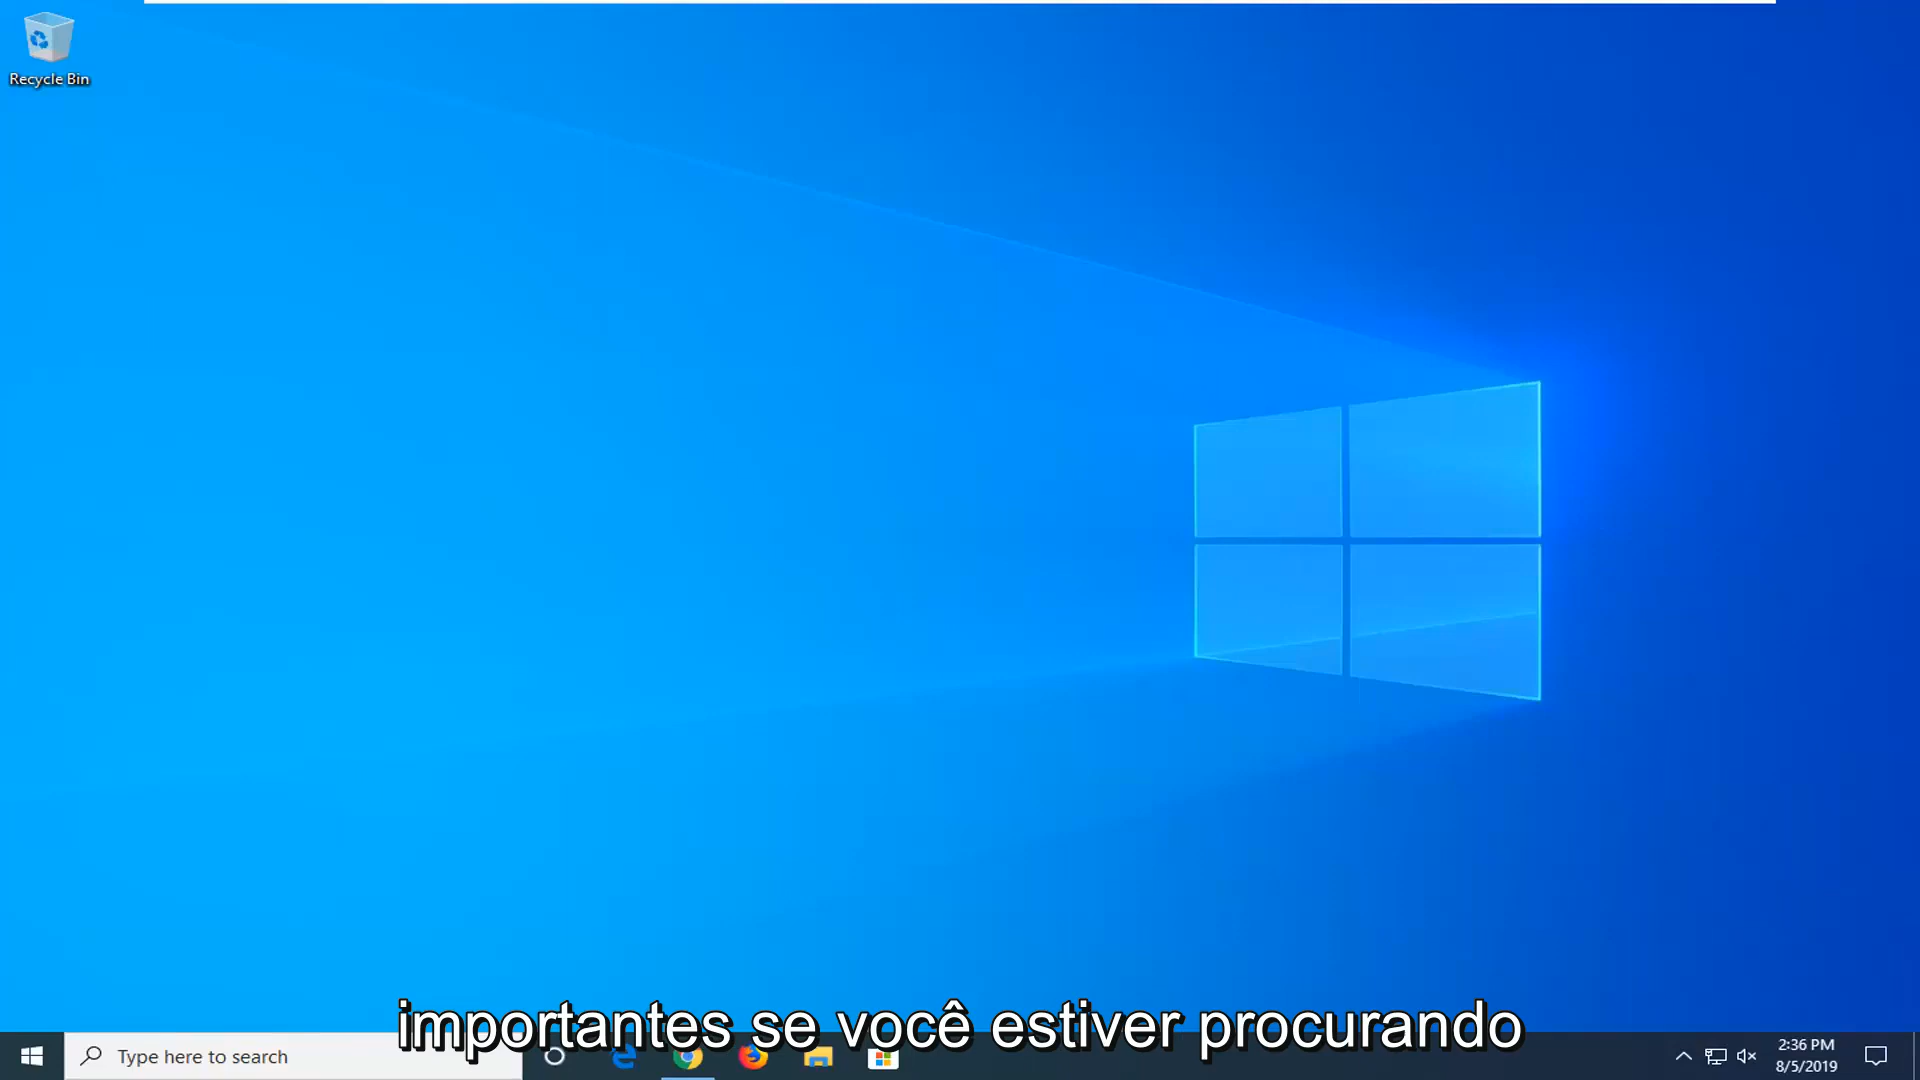 Recycle Bin
importantes se você estiver procurando
Type here to search
2:36 PM
8/5/2019